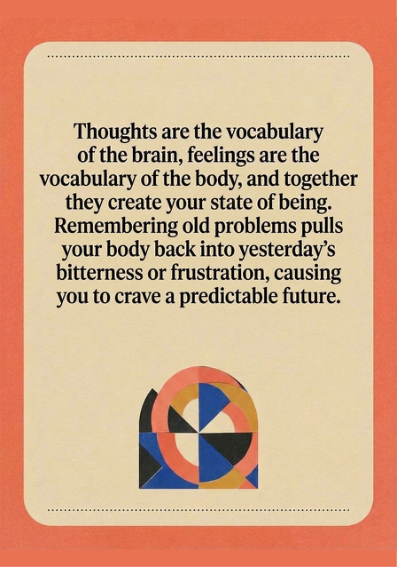 Thoughts are the vocabulary
of the brain, feelings are the
vocabulary of the body, and together
they create your state of being.
Remembering old problems pulls
your body back into yesterday’s
bitterness or frustration, causing
you to crave a predictable future.